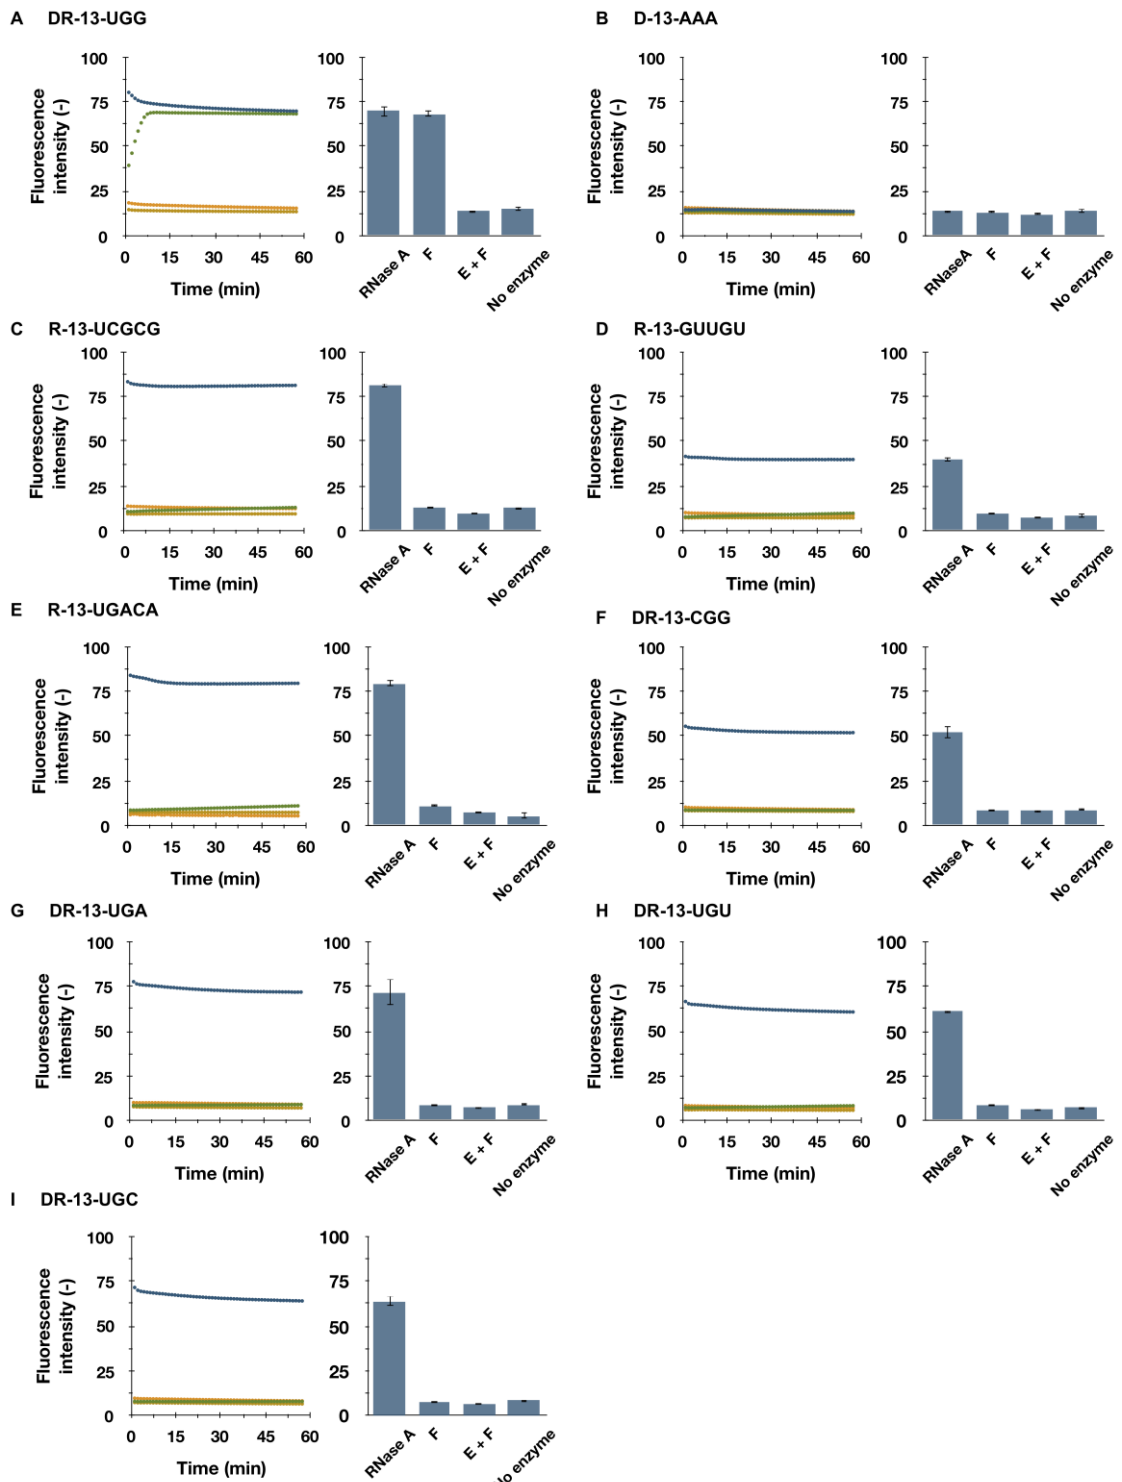 A DR-13-UGG
100
75
50
25
0
Fluorescence
intensity (-)
0 15 30 45 60
Time (min)
100
75
50
25
0
RNase A F E + F No enzyme
B D-13-AAA
100
75
50
25
0
Fluorescence
intensity (-)
0 15 30 45 60
Time (min)
100
75
50
25
0
RNaseA F E + F No enzyme
C R-13-UCGCG
100
75
50
25
0
Fluorescence
intensity (-)
0 15 30 45 60
Time (min)
100
75
50
25
0
RNase A F E + F No enzyme
D R-13-GUUGU
100
75
50
25
0
Fluorescence
intensity (-)
0 15 30 45 60
Time (min)
100
75
50
25
0
RNase A F E + F No enzyme
E R-13-UGACA
100
75
50
25
0
Fluorescence
intensity (-)
0 15 30 45 60
Time (min)
100
75
50
25
0
RNase A F E + F No enzyme
F DR-13-CGG
100
75
50
25
0
Fluorescence
intensity (-)
0 15 30 45 60
Time (min)
100
75
50
25
0
RNase A F E + F No enzyme
G DR-13-UGA
100
75
50
25
0
Fluorescence
intensity (-)
0 15 30 45 60
Time (min)
100
75
50
25
0
RNase A F E + F No enzyme
H DR-13-UGU
100
75
50
25
0
Fluorescence
intensity (-)
0 15 30 45 60
Time (min)
100
75
50
25
0
RNase A F E + F No enzyme
I DR-13-UGC
100
75
50
25
0
Fluorescence
intensity (-)
0 15 30 45 60
Time (min)
100
75
50
25
0
RNase A F E + F No enzyme